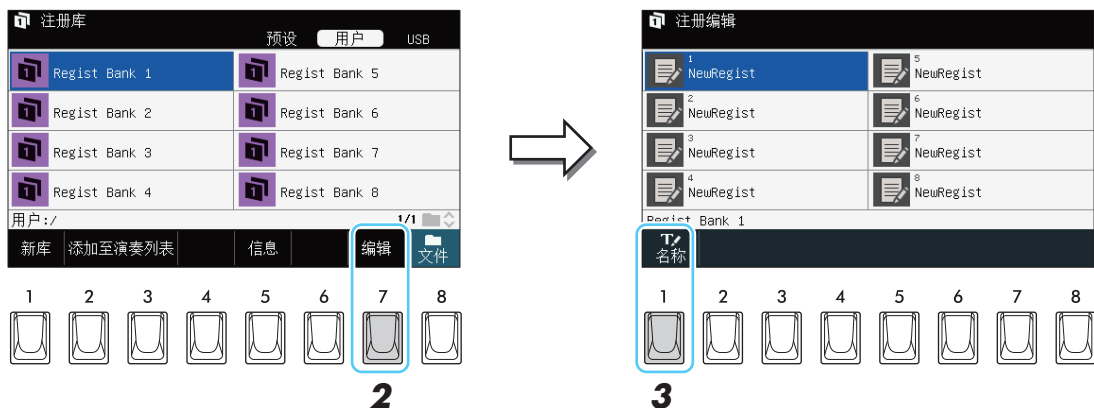 注册库
预设 用户 USB
Regist Bank 1 Regist Bank 5
Regist Bank 2 Regist Bank 6
Regist Bank 3 Regist Bank 7
Regist Bank 4 Regist Bank 8
用户:/ 1/1
新库 添加至演奏列表 信息 编辑 文件
1 2 3 4 5 6 7 8
2
注册编辑
1 NewRegist 5 NewRegist
2 NewRegist 6 NewRegist
3 NewRegist 7 NewRegist
4 NewRegist 8 NewRegist
Regist Bank 1
名称
1 2 3 4 5 6 7 8
3